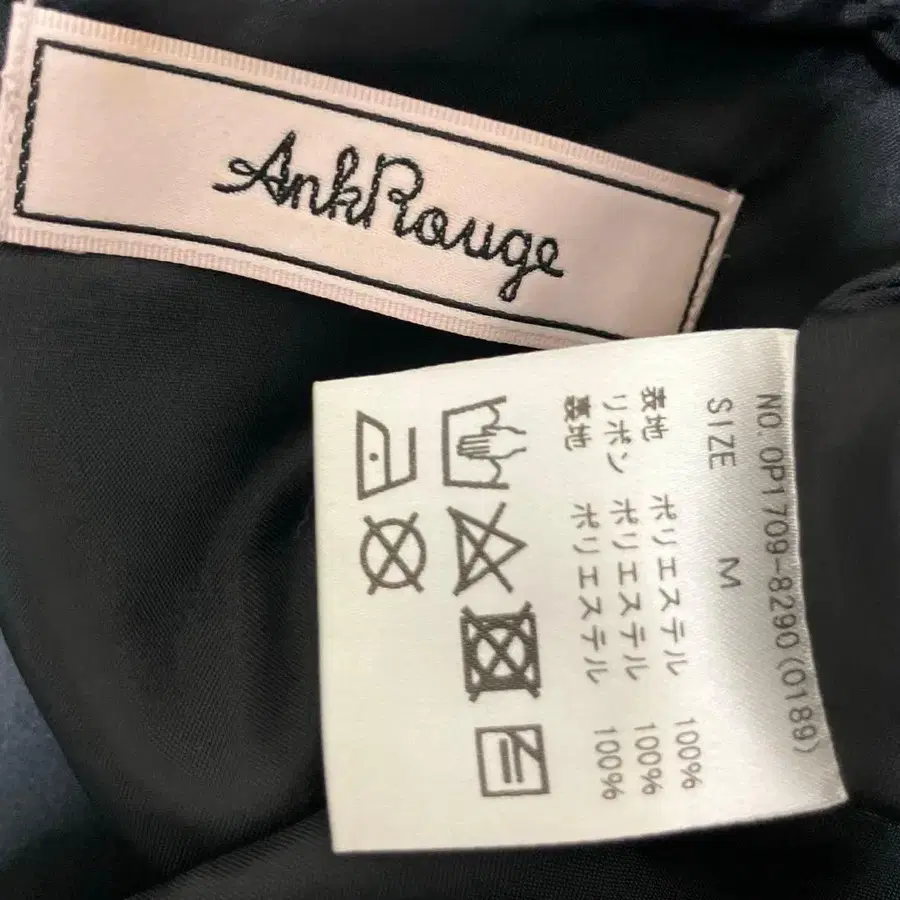 AnkRouge
NO.OP1709-8290(0189)
SIZE M
表地 ポリエステル 100%
リボン ポリエステル 100%
裏地 ポリエステル 100%